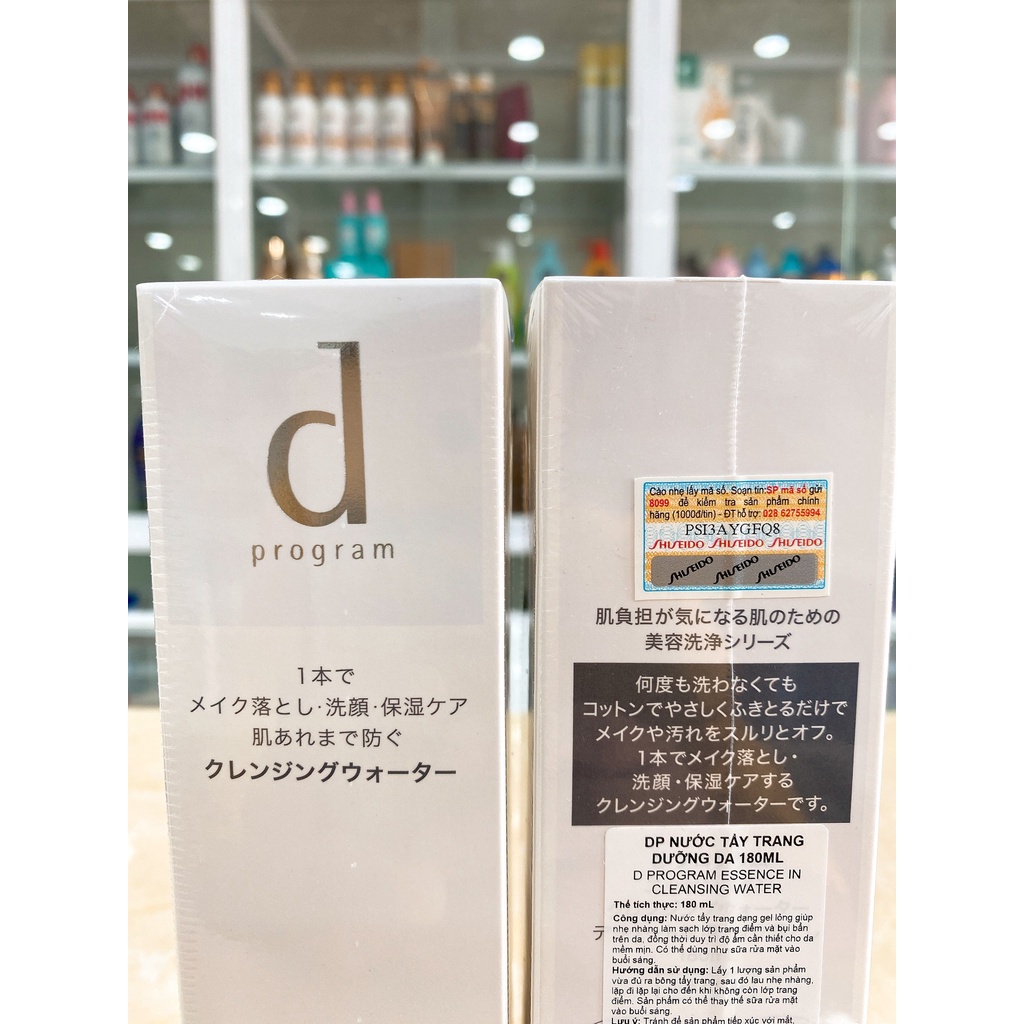 d
program
1本で
メイク落とし・洗顔・保湿ケア
肌あれまで防ぐ
クレンジングウォーター
Cào nhẹ lấy mã số. Soạn tin:SP mã số gửi
8099 để kiểm tra sản phẩm chính
hãng (1000đ/tin) - ĐT hỗ trợ: 028 62755994
PSI3AYGFQ8
SHISEIDO SHISEIDO SHISEIDO
SHISEIDO SHISEIDO SHISEIDO
肌負担が気になる肌のための
美容洗浄シリーズ
何度も洗わなくても
コットンでやさしくふきとるだけで
メイクや汚れをスルリとオフ。
1本でメイク落とし・
洗顔・保湿ケアする
クレンジングウォーターです。
DP NƯỚC TẨY TRANG
DƯỠNG DA 180ML
D PROGRAM ESSENCE IN
CLEANSING WATER
Thể tích thực: 180 mL
Công dụng: Nước tẩy trang dạng gel lỏng giúp
nhẹ nhàng làm sạch lớp trang điểm và bụi bẩn
trên da, đồng thời duy trì độ ẩm cần thiết cho da
mềm mịn. Có thể dùng như sữa rửa mặt vào
buổi sáng.
Hướng dẫn sử dụng: Lấy 1 lượng sản phẩm
vừa đủ ra bông tẩy trang, sau đó lau nhẹ nhàng,
lặp đi lặp lại cho đến khi không còn lớp trang
điểm. Sản phẩm có thể thay thế sữa rửa mặt
vào buổi sáng.
Lưu ý: Tránh để sản phẩm tiếp xúc với mắt,